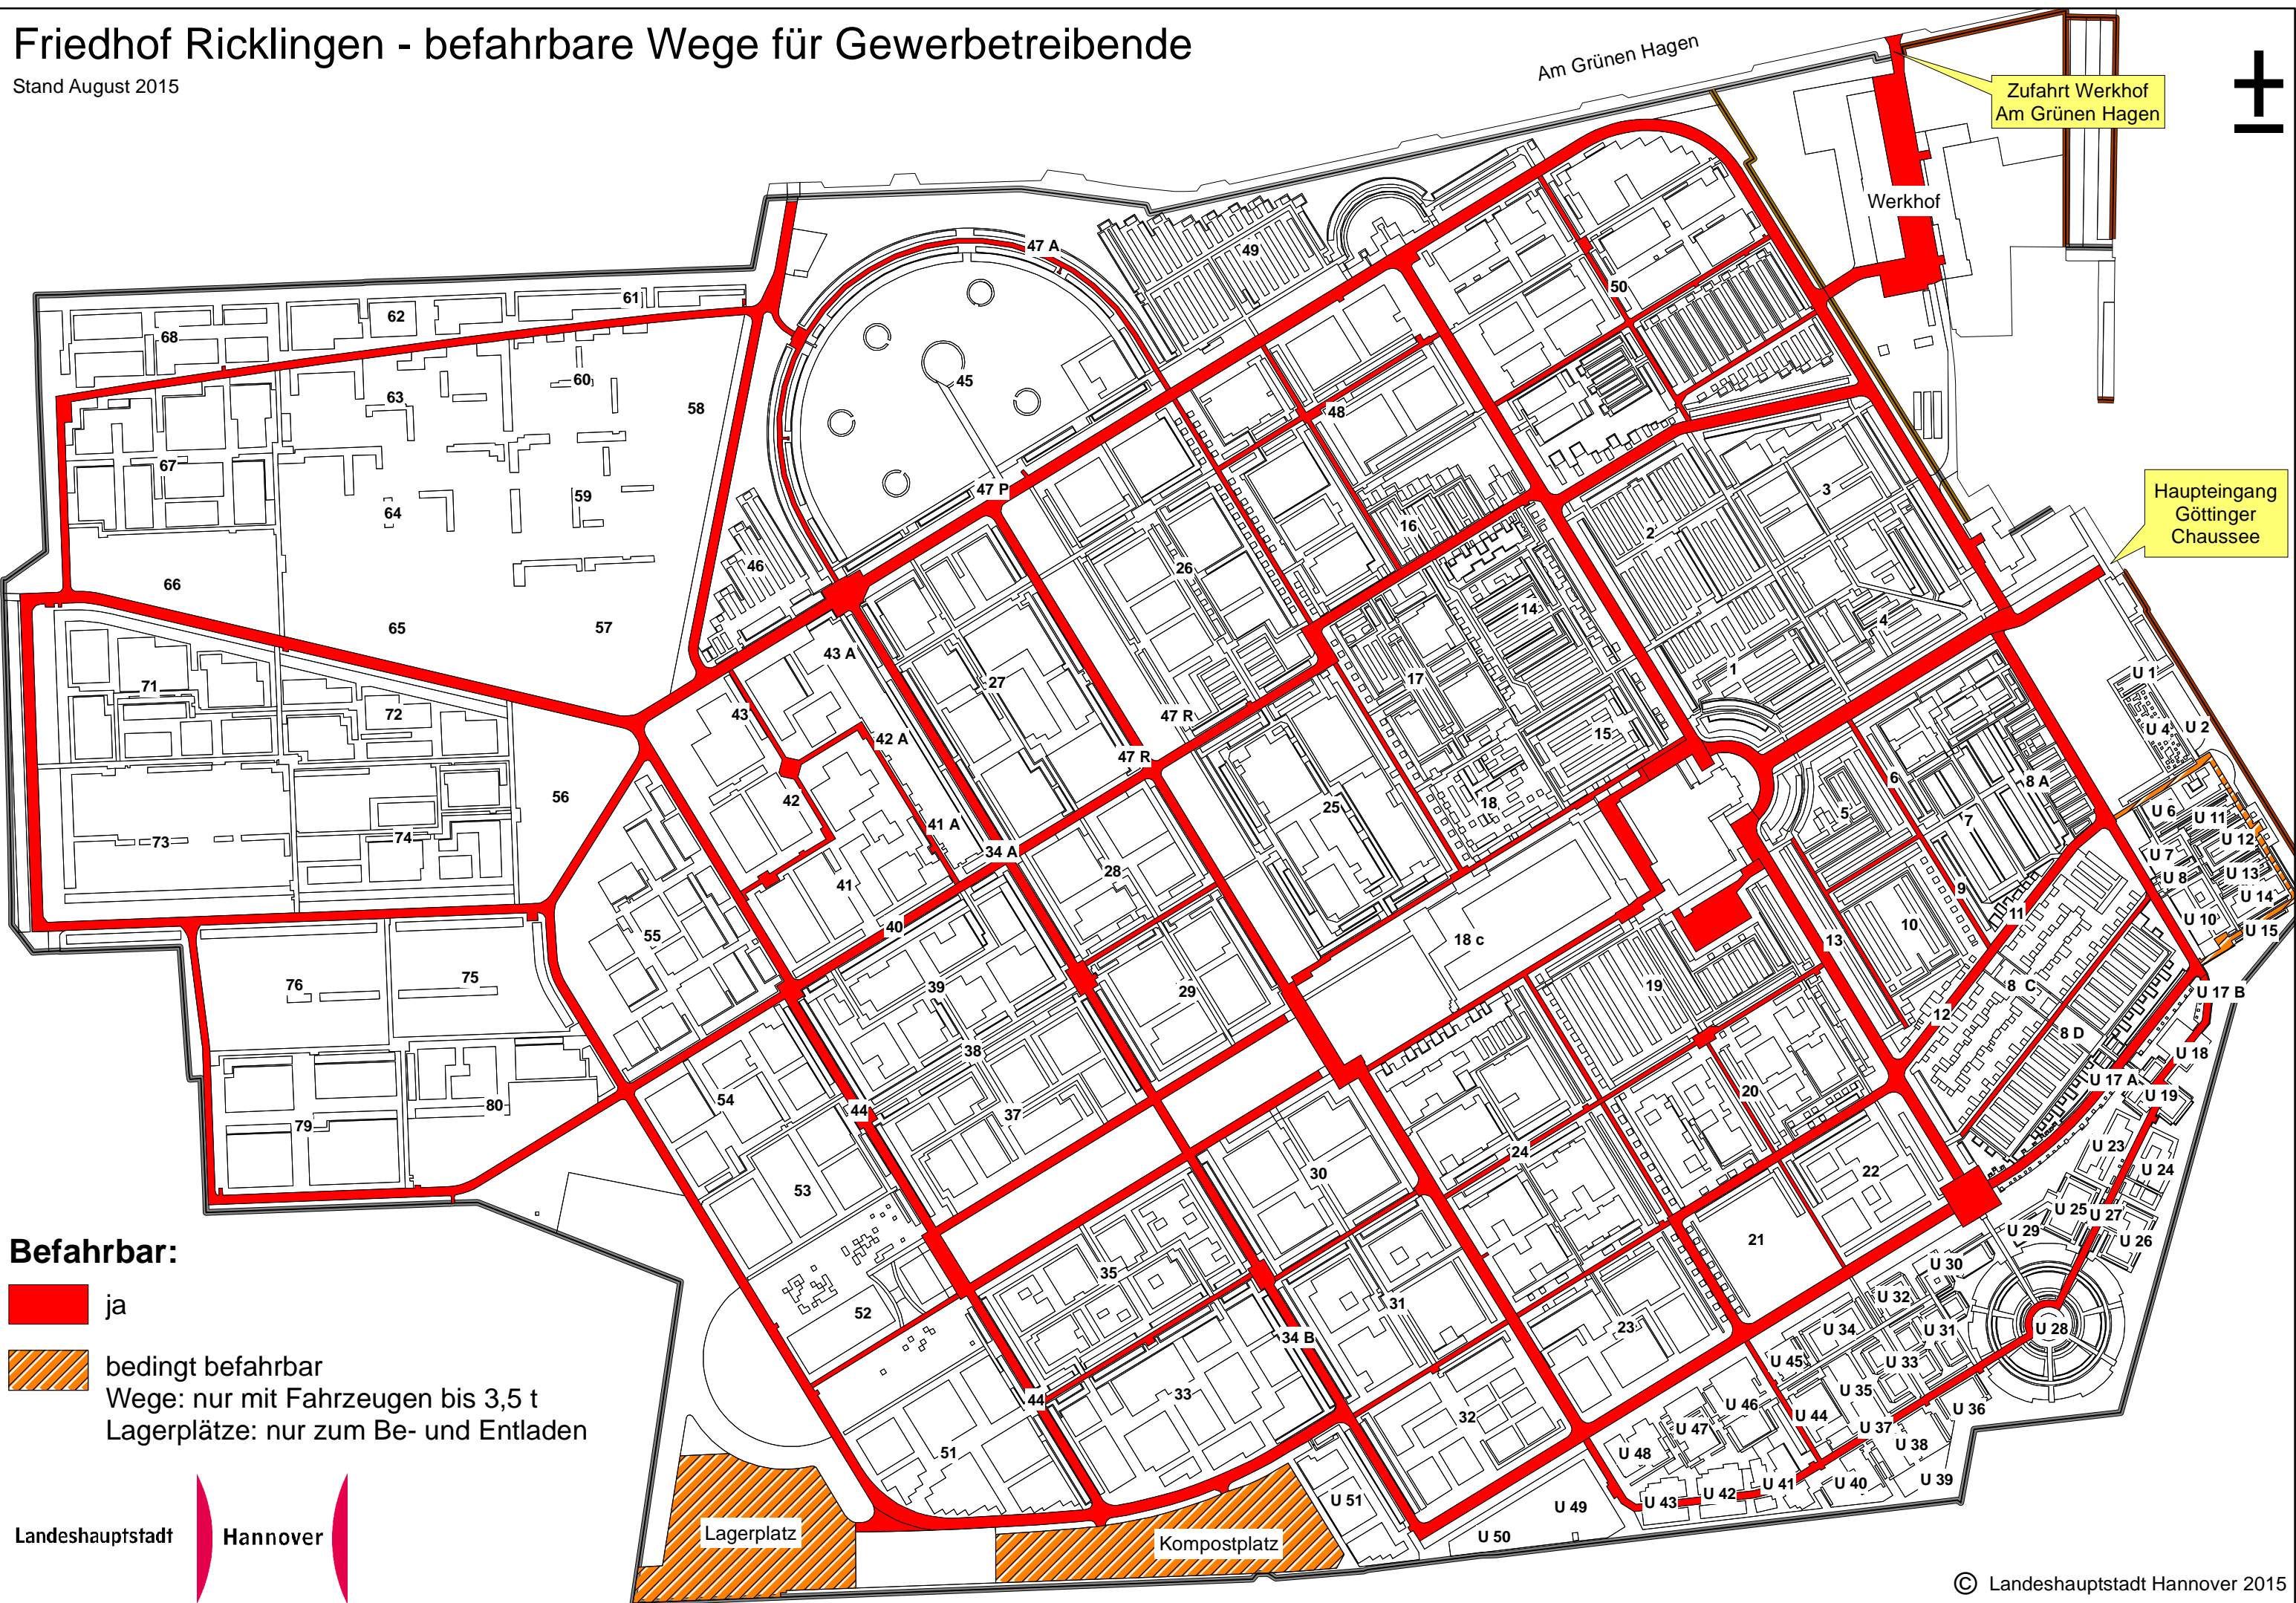 Friedhof Ricklingen - befahrbare Wege für Gewerbetreibende
Stand August 2015
Am Grünen Hagen
Zufahrt Werkhof
Am Grünen Hagen
Werkhof
Haupteingang
Göttinger
Chaussee
47 A
49
50
61
62
68
60
63
58
45
48
67
47 P
59
64
16
2
3
26
46
66
65
57
14
4
43 A
1
17
27
71
72
43
47 R
U 1
U 2
U 4
42 A
15
47 R
6
8 A
56
42
25
18
5
7
U 6
U 11
U 12
73
74
41 A
34 A
28
U 7
U 8
U 13
U 14
41
9
11
10
U 10
U 15
40
55
18 c
13
76
75
39
29
19
8 C
U 17 B
12
8 D
38
U 18
54
44
37
20
U 17 A
U 19
80
79
24
U 23
U 24
30
22
53
U 25
U 27
U 29
U 26
21
35
U 30
52
31
U 32
34 B
23
U 34
U 31
U 28
U 45
U 33
U 35
44
33
32
U 46
U 44
U 36
U 47
U 37
51
U 48
U 38
U 41
U 40
U 39
U 51
U 43
U 42
U 49
U 50
Befahrbar:
ja
bedingt befahrbar
Wege: nur mit Fahrzeugen bis 3,5 t
Lagerplätze: nur zum Be- und Entladen
Lagerplatz
Kompostplatz
Landeshauptstadt Hannover
© Landeshauptstadt Hannover 2015